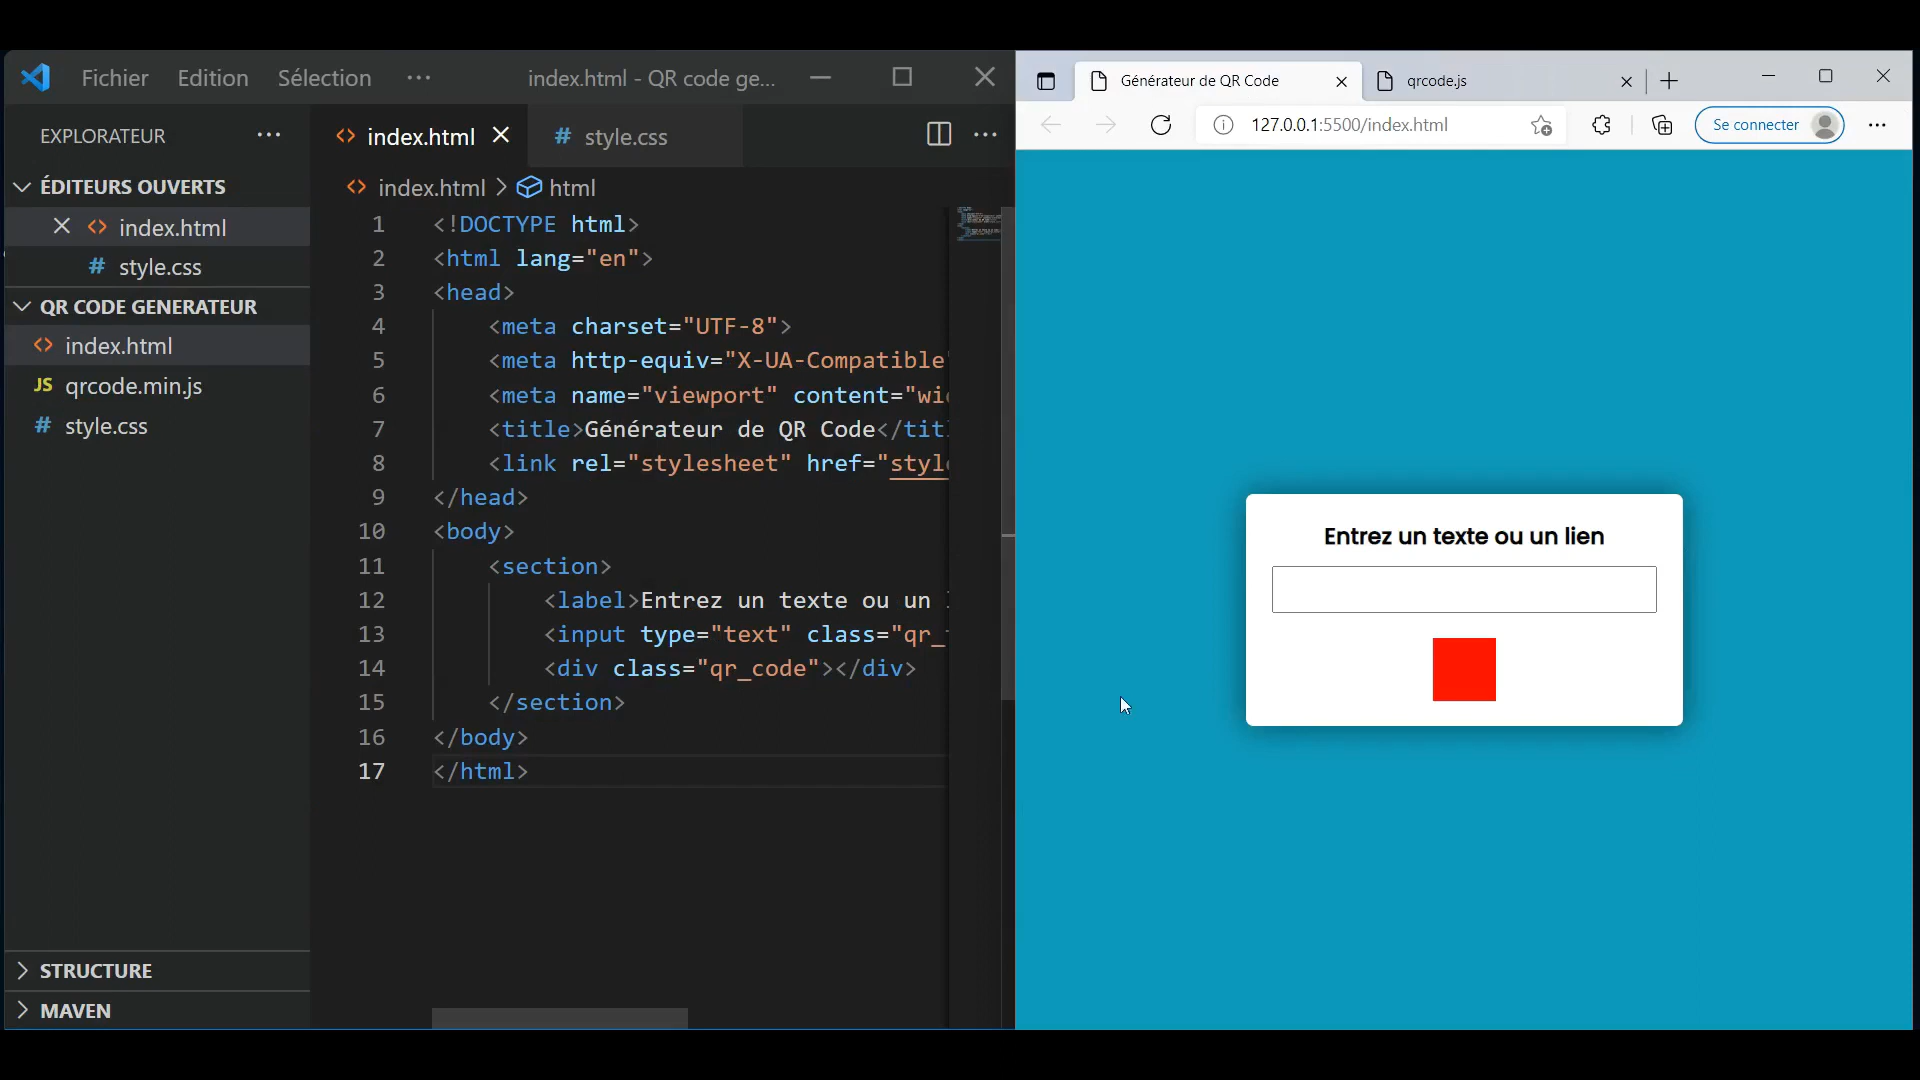 Fichier Edition Sélection ··· index.html - QR code ge...
EXPLORATEUR ···
ÉDITEURS OUVERTS
index.html
style.css
QR CODE GENERATEUR
index.html
JS qrcode.min.js
# style.css
STRUCTURE
MAVEN
<> index.html # style.css
<> index.html > html
1 <!DOCTYPE html>
2 <html lang="en">
3 <head>
4 <meta charset="UTF-8">
5 <meta http-equiv="X-UA-Compatible"
6 <meta name="viewport" content="wi
7 <title>Générateur de QR Code</tit
8 <link rel="stylesheet" href="styl
9 </head>
10 <body>
11 <section>
12 <label>Entrez un texte ou un
13 <input type="text" class="qr_
14 <div class="qr_code"></div>
15 </section>
16 </body>
17 </html>
Générateur de QR Code qrcode.js
127.0.0.1:5500/index.html Se connecter ···
Entrez un texte ou un lien